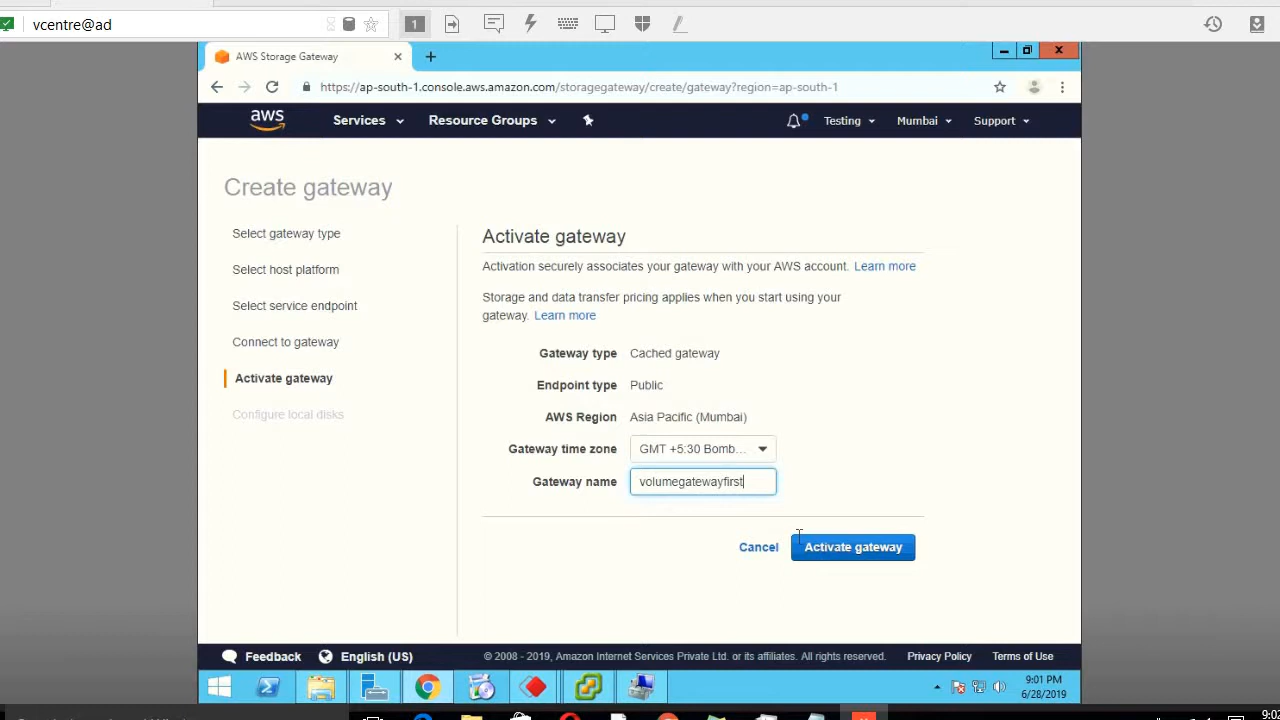 vcentre@ad
1
AWS Storage Gateway
https://ap-south-1.console.aws.amazon.com/storagegateway/create/gateway?region=ap-south-1
aws
Services
Resource Groups
Testing
Mumbai
Support
Create gateway
Select gateway type
Select host platform
Select service endpoint
Connect to gateway
Activate gateway
Configure local disks
Activate gateway
Activation securely associates your gateway with your AWS account. Learn more
Storage and data transfer pricing applies when you start using your
gateway. Learn more
Gateway type Cached gateway
Endpoint type Public
AWS Region Asia Pacific (Mumbai)
Gateway time zone GMT +5:30 Bomb...
Gateway name volumegatewayfirst
Cancel
Activate gateway
Feedback
English (US)
© 2008 - 2019, Amazon Internet Services Private Ltd. or its affiliates. All rights reserved.
Privacy Policy
Terms of Use
9:01 PM
6/28/2019